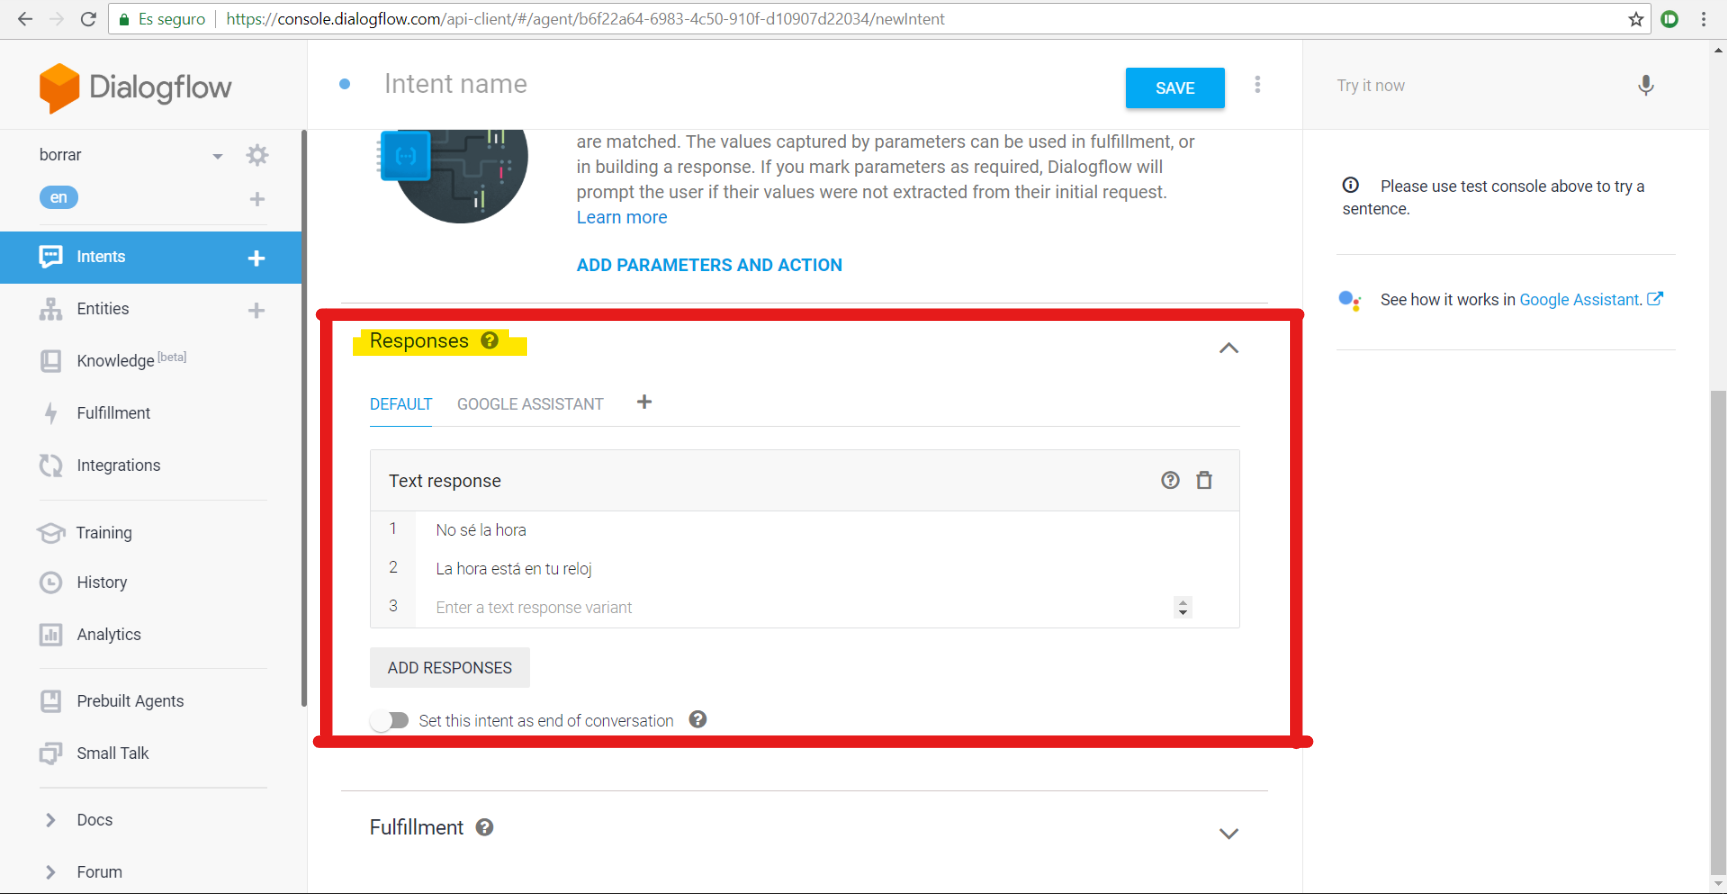 Es seguro | https://console.dialogflow.com/api-client/#/agent/b6f22a64-6983-4c50-910f-d10907d22034/newIntent
Dialogflow
borrar
en
Intents
Entities
Knowledge [beta]
Fulfillment
Integrations
Training
History
Analytics
Prebuilt Agents
Small Talk
Docs
Forum
Intent name
SAVE
are matched. The values captured by parameters can be used in fulfillment, or
in building a response. If you mark parameters as required, Dialogflow will
prompt the user if their values were not extracted from their initial request.
Learn more
ADD PARAMETERS AND ACTION
Responses ?
DEFAULT GOOGLE ASSISTANT +
Text response
1 No sé la hora
2 La hora está en tu reloj
3 Enter a text response variant
ADD RESPONSES
Set this intent as end of conversation ?
Fulfillment ?
Try it now
Please use test console above to try a
sentence.
See how it works in Google Assistant.